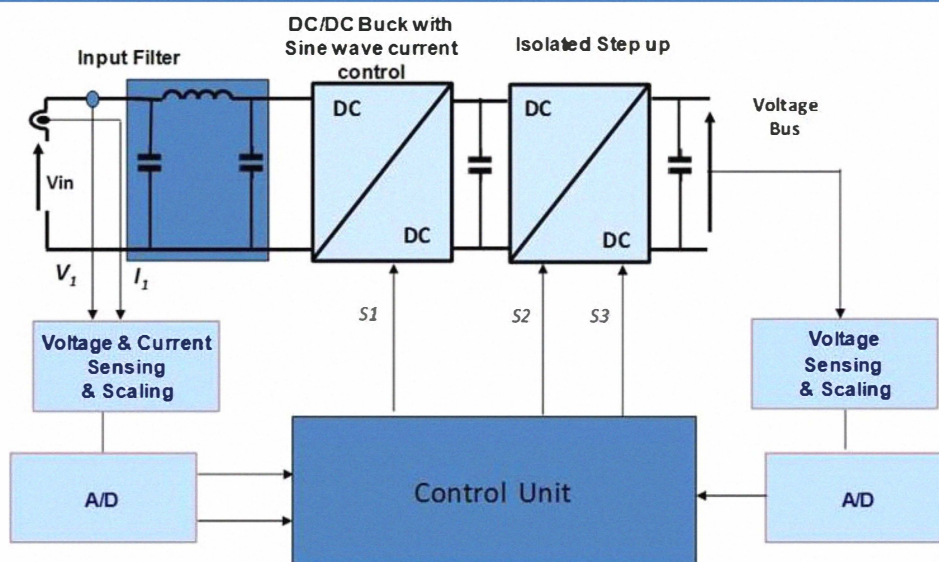 DC/DC Buck with
Sine wave current
control
Isolated Step up
Input Filter
DC
DC
DC
DC
Voltage
Bus
Vin
V1
I1
S1
S2
S3
Voltage & Current
Sensing
& Scaling
Voltage
Sensing
& Scaling
A/D
Control Unit
A/D